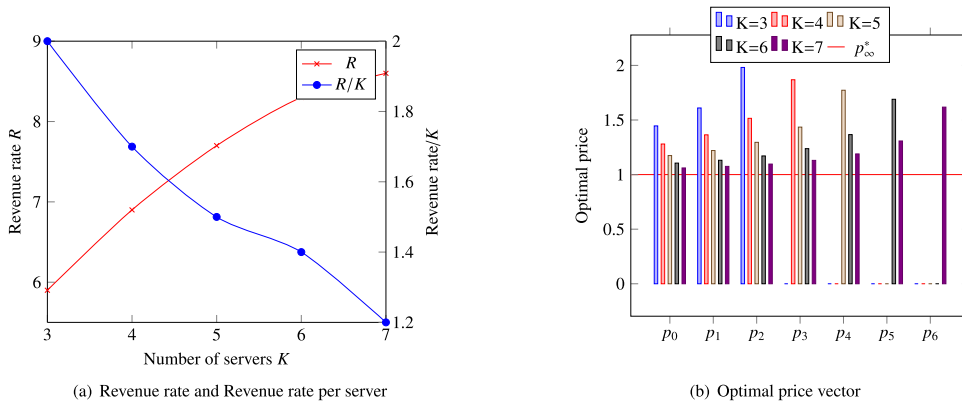 9
8
7
6
Revenue rate R
R
R/K
2
1.8
1.6
1.4
1.2
Revenue rate/K
3 4 5 6 7
Number of servers K
(a) Revenue rate and Revenue rate per server
K=3 K=4 K=5
K=6 K=7 p*∞
2
1.5
1
0.5
0
Optimal price
p0 p1 p2 p3 p4 p5 p6
(b) Optimal price vector